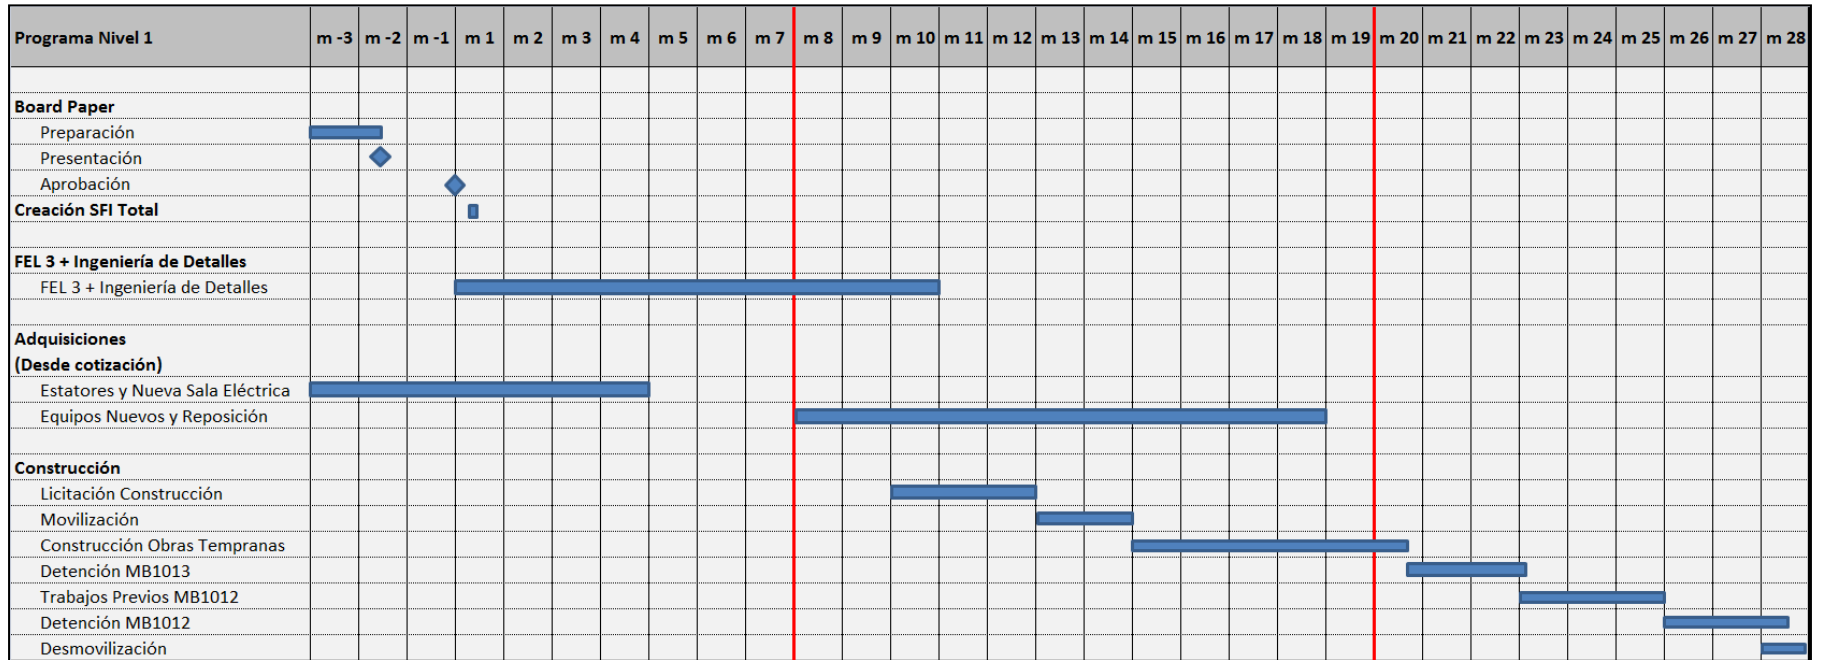 Programa Nivel 1 m -3 m -2 m -1 m 1 m 2 m 3 m 4 m 5 m 6 m 7 m 8 m 9 m 10 m 11 m 12 m 13 m 14 m 15 m 16 m 17 m 18 m 19 m 20 m 21 m 22 m 23 m 24 m 25 m 26 m 27 m 28
Board Paper
Preparación
Presentación
Aprobación
Creación SFI Total
FEL 3 + Ingeniería de Detalles
FEL 3 + Ingeniería de Detalles
Adquisiciones
(Desde cotización)
Estatores y Nueva Sala Eléctrica
Equipos Nuevos y Reposición
Construcción
Licitación Construcción
Movilización
Construcción Obras Tempranas
Detención MB1013
Trabajos Previos MB1012
Detención MB1012
Desmovilización